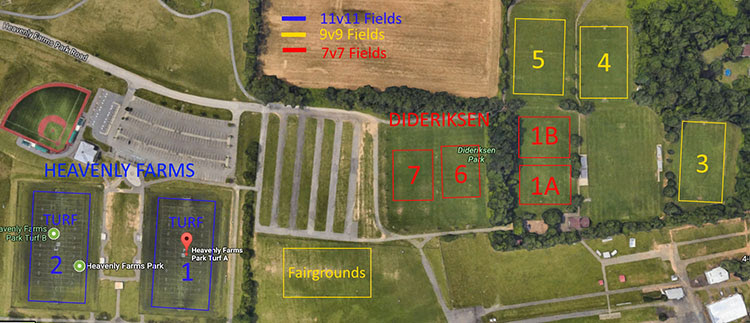 Heavenly Farms Park Road
11v11 Fields
9v9 Fields
7v7 Fields
5
4
DIDERIKSEN
1B
Dideriksen
Park
3
HEAVENLY FARMS
7
6
1A
TURF
TURF
Heavenly Farms
Park Turf B
Heavenly Farms
Park Turf A
2
Heavenly Farms Park
1
Fairgrounds
4-